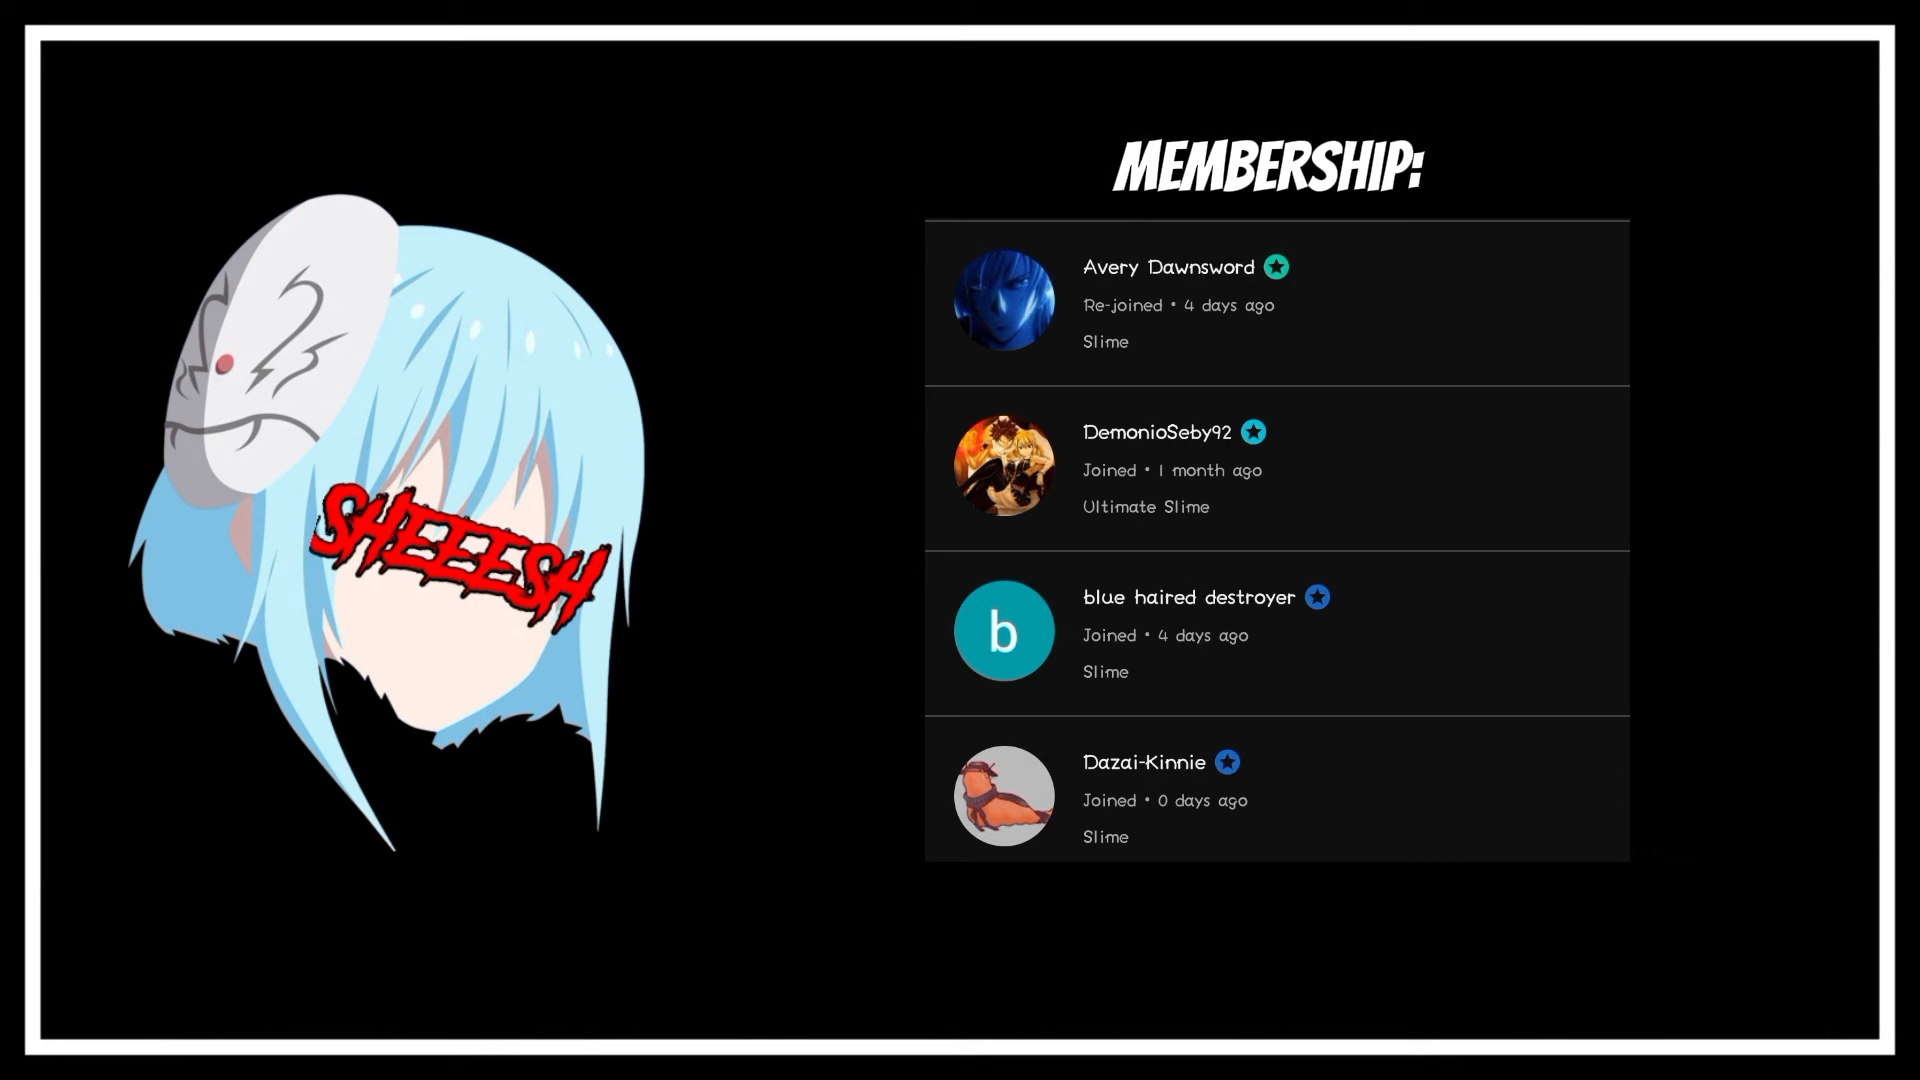 MEMBERSHIP:
Avery Dawnsword
Re-joined • 4 days ago
Slime
DemonioSeby92
Joined • 1 month ago
Ultimate Slime
SHEEESH
b
blue haired destroyer
Joined • 4 days ago
Slime
Dazai-Kinnie
Joined • 0 days ago
Slime